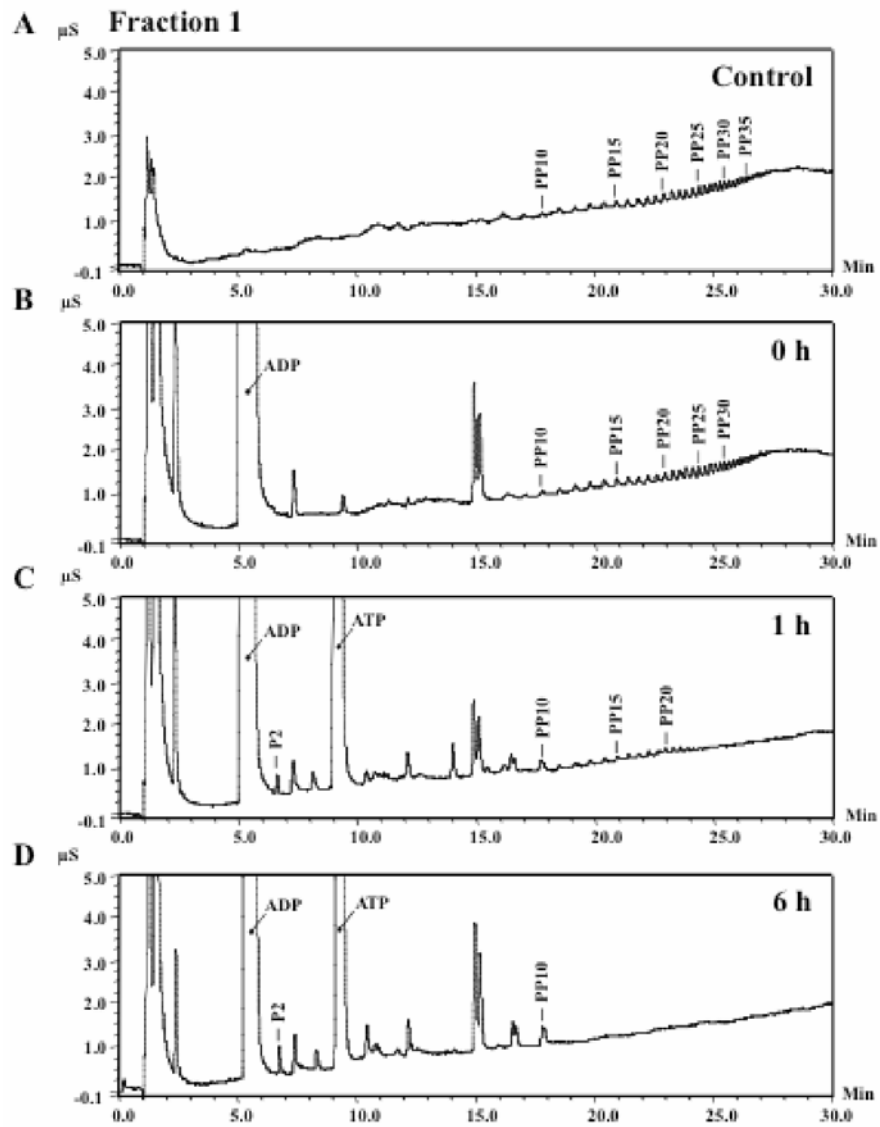 A µS Fraction 1
Control
5.0
4.0
3.0
2.0
1.0
-0.1
PP10 PP15 PP20 PP25 PP30 PP35
Min
0.0 5.0 10.0 15.0 20.0 25.0 30.0
B µS
0 h
5.0
4.0
3.0
2.0
1.0
-0.1
ADP
PP10 PP15 PP20 PP25 PP30
Min
0.0 5.0 10.0 15.0 20.0 25.0 30.0
C µS
1 h
5.0
4.0
3.0
2.0
1.0
-0.1
ADP ATP
P2 PP10 PP15 PP20
Min
0.0 5.0 10.0 15.0 20.0 25.0 30.0
D µS
6 h
5.0
4.0
3.0
2.0
1.0
-0.1
ADP ATP
P2 PP10
Min
0.0 5.0 10.0 15.0 20.0 25.0 30.0